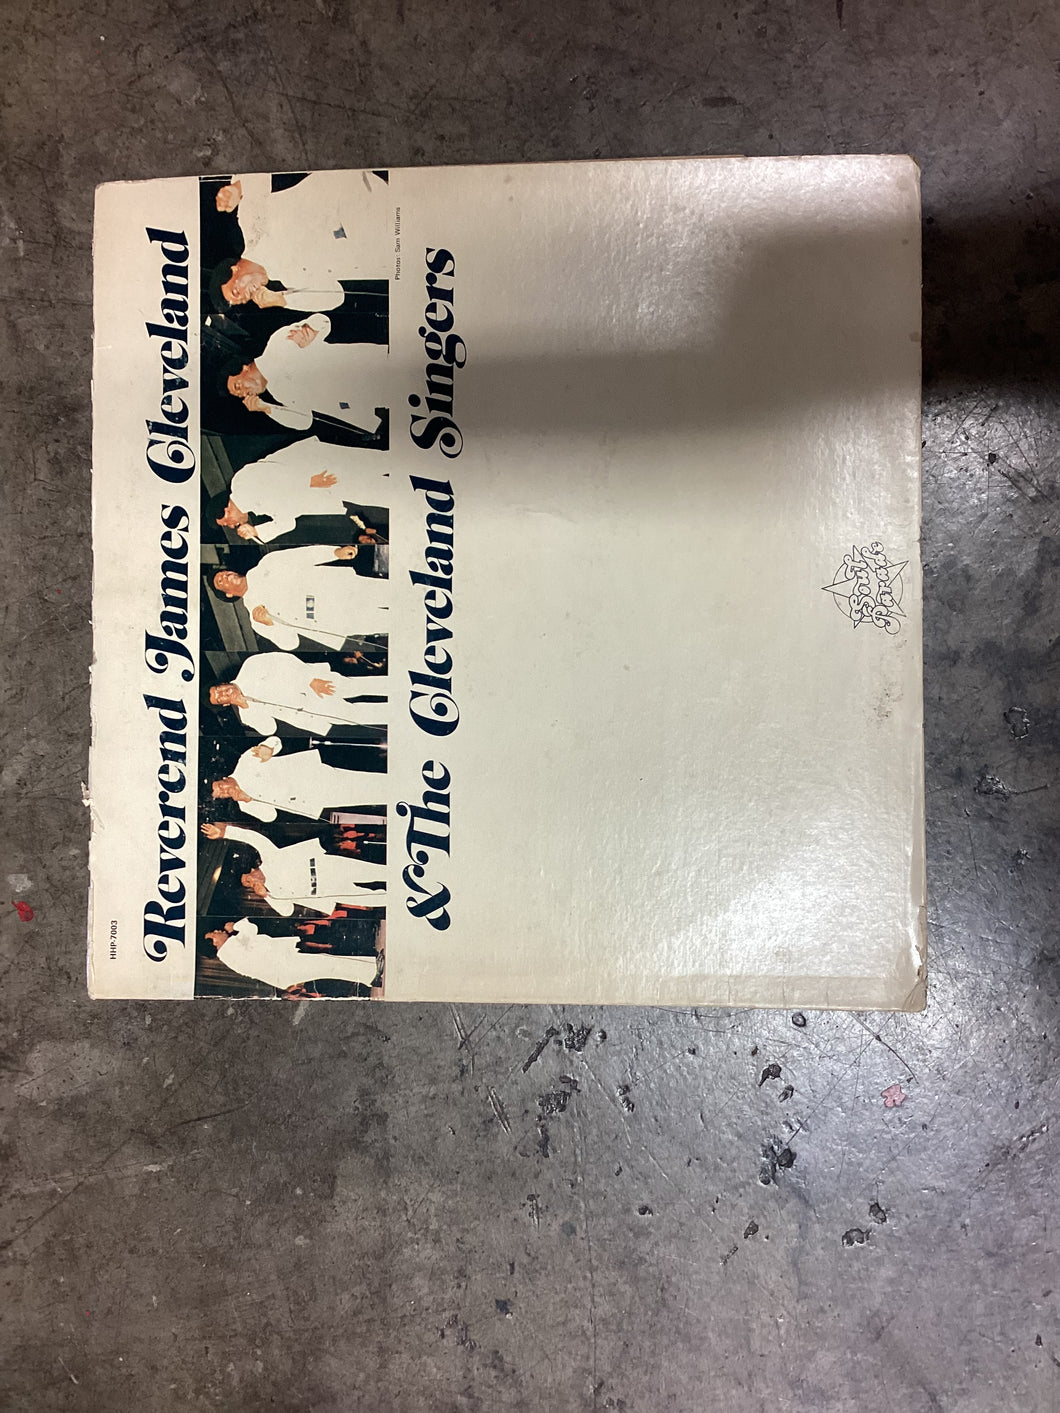 HHP-7003
Reverend James Cleveland
Photos: Sam Williams
& The Cleveland Singers
Soul
Parade